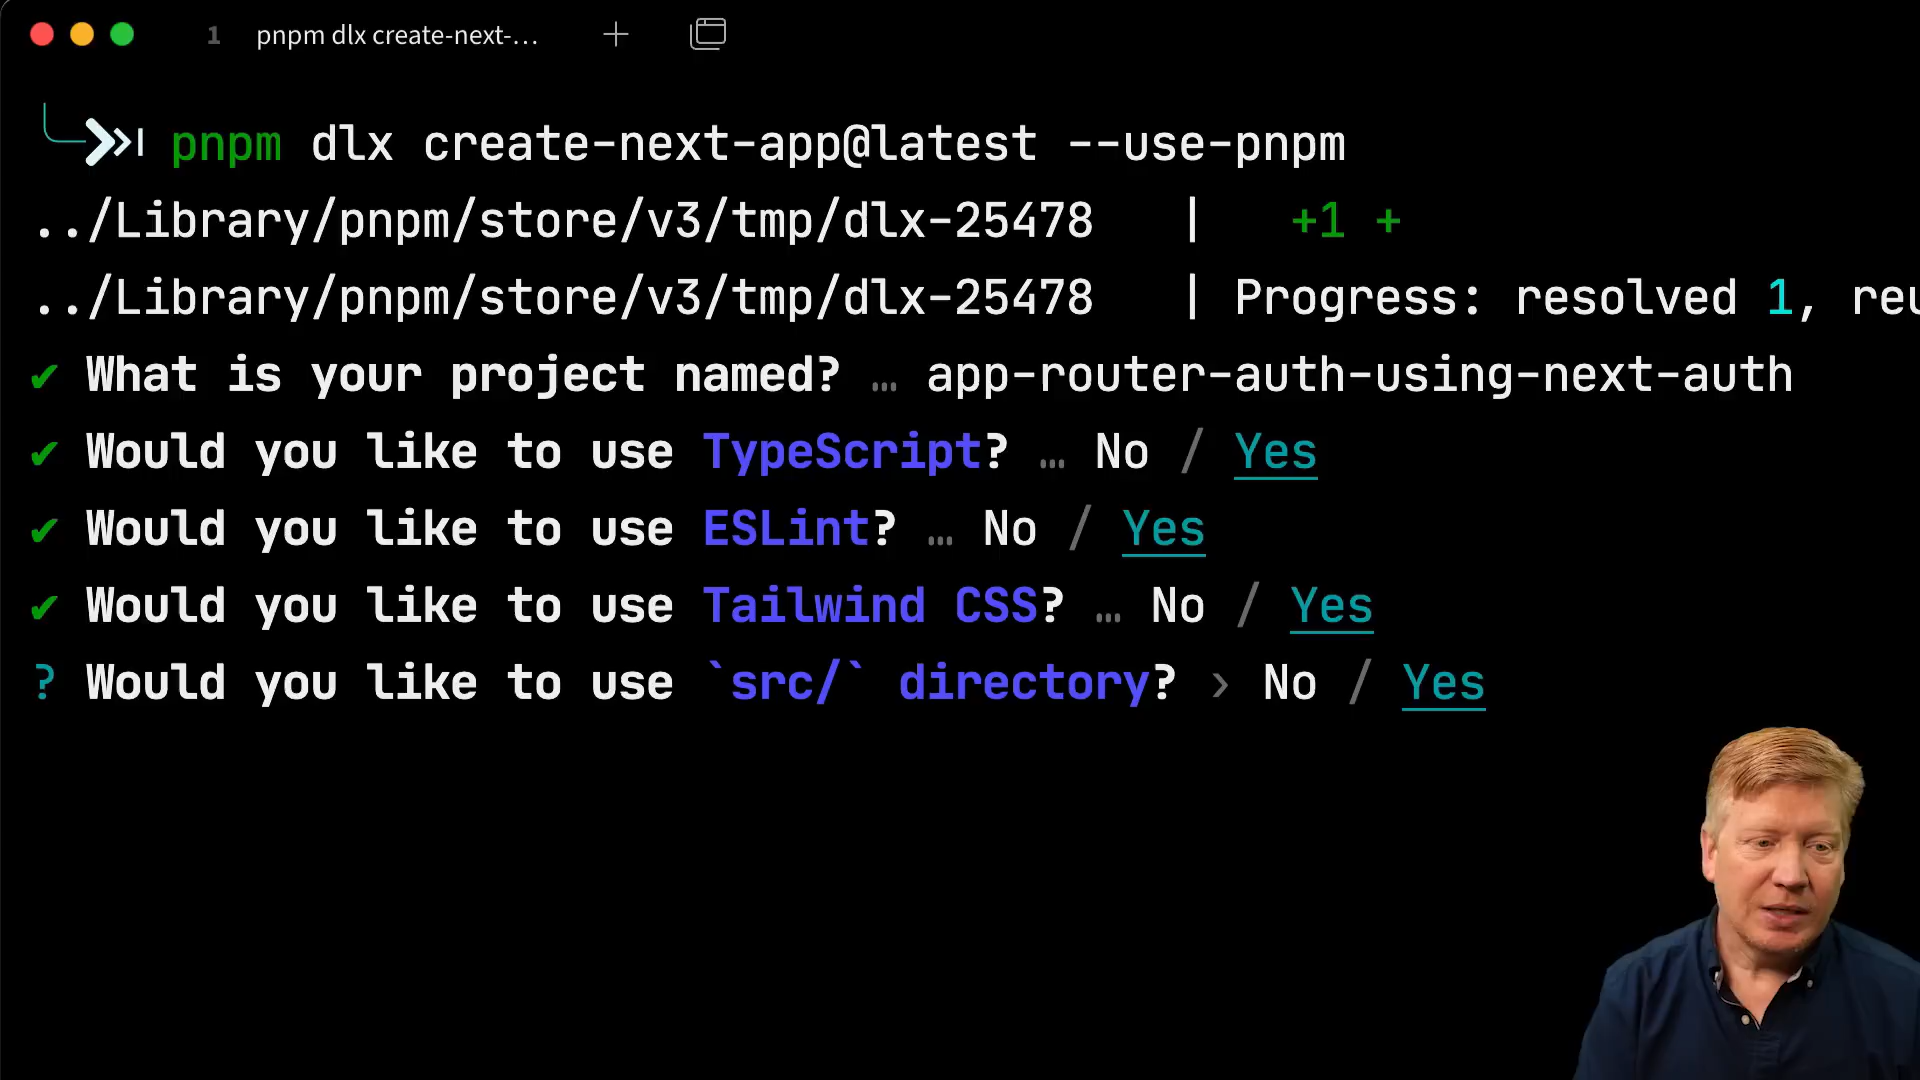 1 pnpm dlx create-next-...
pnpm dlx create-next-app@latest --use-pnpm
../Library/pnpm/store/v3/tmp/dlx-25478 | +1 +
../Library/pnpm/store/v3/tmp/dlx-25478 | Progress: resolved 1, reu
✔ What is your project named? … app-router-auth-using-next-auth
✔ Would you like to use TypeScript? … No / Yes
✔ Would you like to use ESLint? … No / Yes
✔ Would you like to use Tailwind CSS? … No / Yes
? Would you like to use `src/` directory? › No / Yes